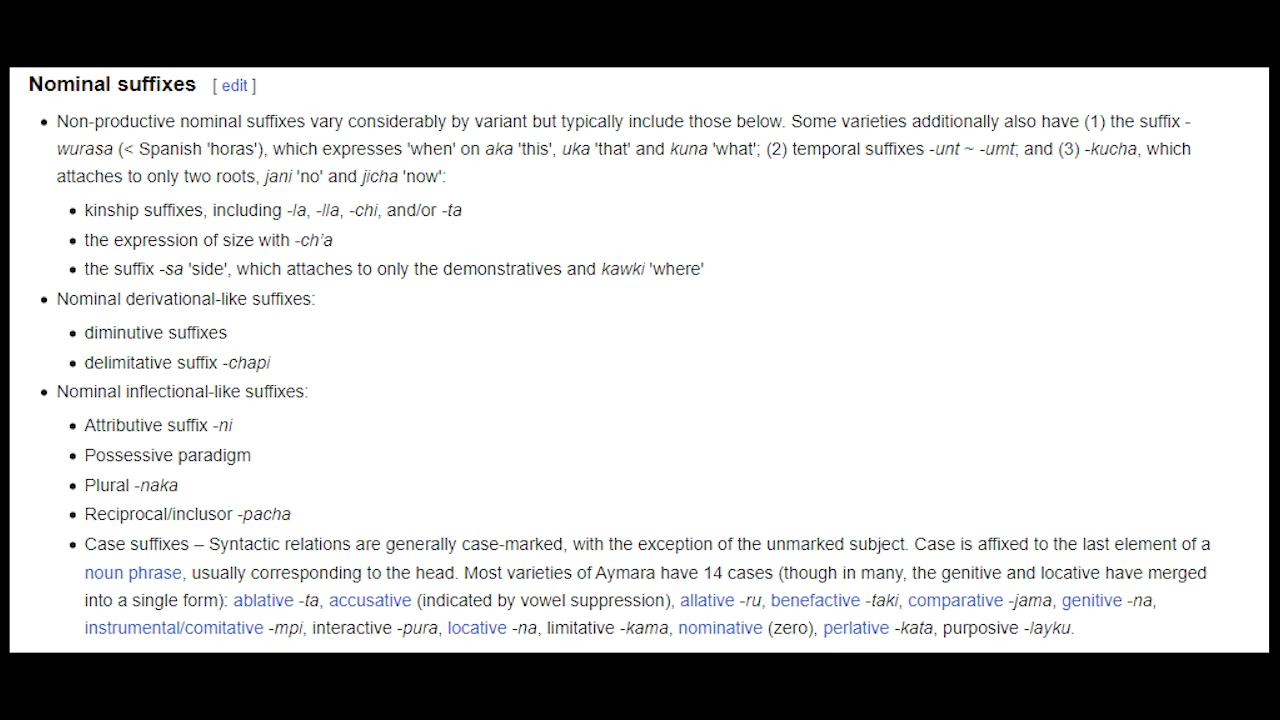 Nominal suffixes [ edit ]
• Non-productive nominal suffixes vary considerably by variant but typically include those below. Some varieties additionally also have (1) the suffix -
wurasa (< Spanish 'horas'), which expresses 'when' on aka 'this', uka 'that' and kuna 'what'; (2) temporal suffixes -unt ~ -umt; and (3) -kucha, which
attaches to only two roots, jani 'no' and jicha 'now':
• kinship suffixes, including -la, -lla, -chi, and/or -ta
• the expression of size with -ch'a
• the suffix -sa 'side', which attaches to only the demonstratives and kawki 'where'
• Nominal derivational-like suffixes:
• diminutive suffixes
• delimitative suffix -chapi
• Nominal inflectional-like suffixes:
• Attributive suffix -ni
• Possessive paradigm
• Plural -naka
• Reciprocal/inclusor -pacha
• Case suffixes – Syntactic relations are generally case-marked, with the exception of the unmarked subject. Case is affixed to the last element of a
noun phrase, usually corresponding to the head. Most varieties of Aymara have 14 cases (though in many, the genitive and locative have merged
into a single form): ablative -ta, accusative (indicated by vowel suppression), allative -ru, benefactive -taki, comparative -jama, genitive -na,
instrumental/comitative -mpi, interactive -pura, locative -na, limitative -kama, nominative (zero), perlative -kata, purposive -layku.